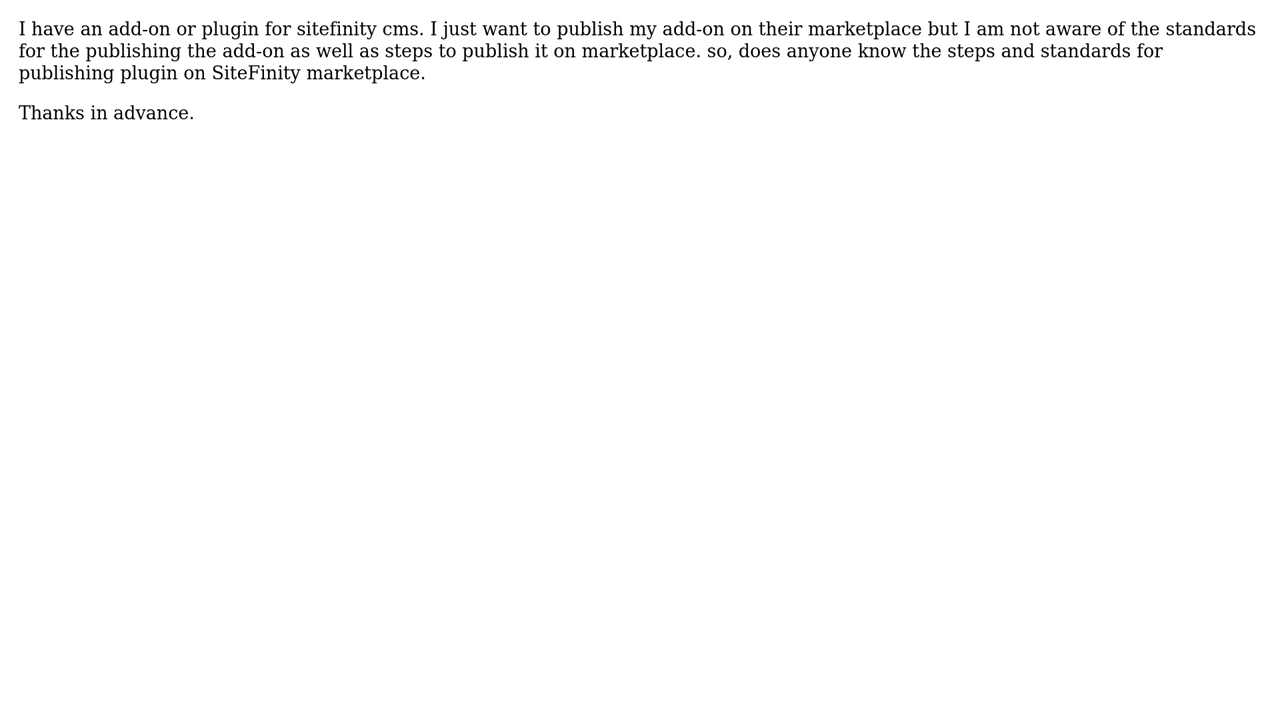 I have an add-on or plugin for sitefinity cms. I just want to publish my add-on on their marketplace but I am not aware of the standards
for the publishing the add-on as well as steps to publish it on marketplace. so, does anyone know the steps and standards for
publishing plugin on SiteFinity marketplace.
Thanks in advance.